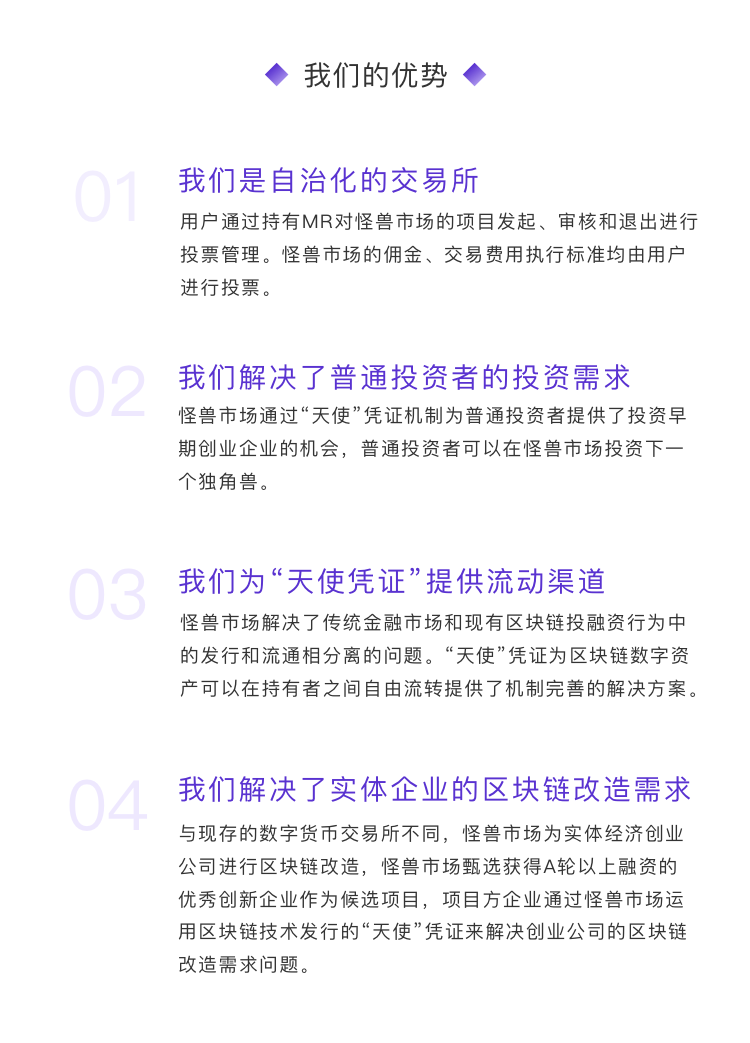 我们的优势
01
我们是自治化的交易所
用户通过持有MR对怪兽市场的项目发起、审核和退出进行
投票管理。怪兽市场的佣金、交易费用执行标准均由用户
进行投票。
02
我们解决了普通投资者的投资需求
怪兽市场通过“天使”凭证机制为普通投资者提供了投资早
期创业企业的机会，普通投资者可以在怪兽市场投资下一
个独角兽。
03
我们为“天使凭证”提供流动渠道
怪兽市场解决了传统金融市场和现有区块链投融资行为中
的发行和流通相分离的问题。“天使”凭证为区块链数字资
产可以在持有者之间自由流转提供了机制完善的解决方案。
04
我们解决了实体企业的区块链改造需求
与现存的数字货币交易所不同，怪兽市场为实体经济创业
公司进行区块链改造，怪兽市场甄选获得A轮以上融资的
优秀创新企业作为候选项目，项目方企业通过怪兽市场运
用区块链技术发行的“天使”凭证来解决创业公司的区块链
改造需求问题。